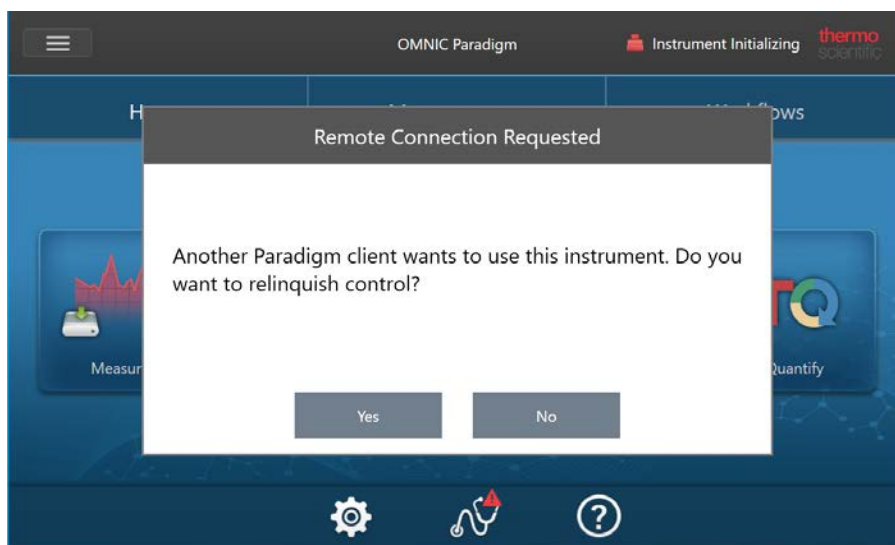 OMNIC Paradigm
Instrument Initializing
thermo
scientific
Remote Connection Requested
Another Paradigm client wants to use this instrument. Do you
want to relinquish control?
Yes
No
TQ